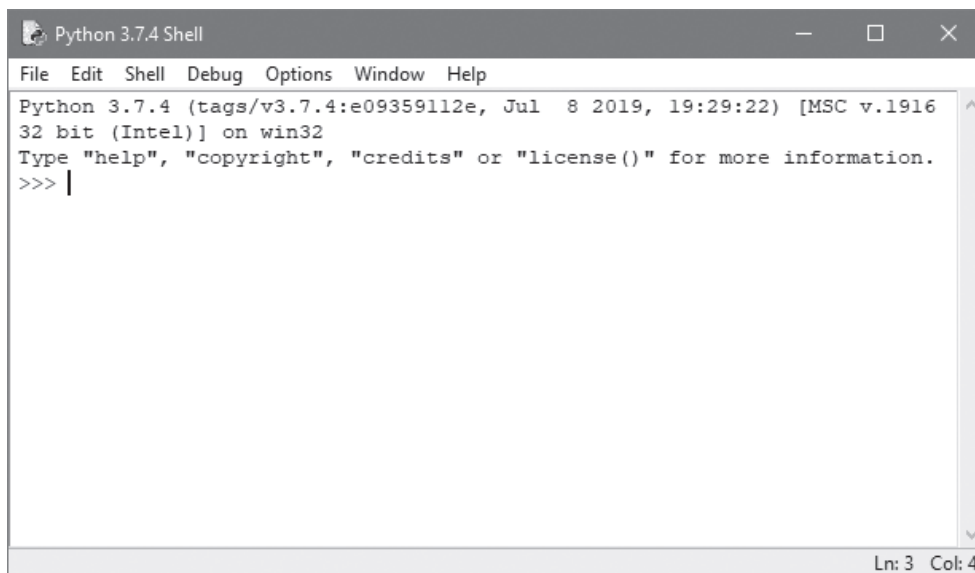 Python 3.7.4 Shell
File Edit Shell Debug Options Window Help
Python 3.7.4 (tags/v3.7.4:e09359112e, Jul  8 2019, 19:29:22) [MSC v.1916
32 bit (Intel)] on win32
Type "help", "copyright", "credits" or "license()" for more information.
>>>
Ln: 3 Col: 4